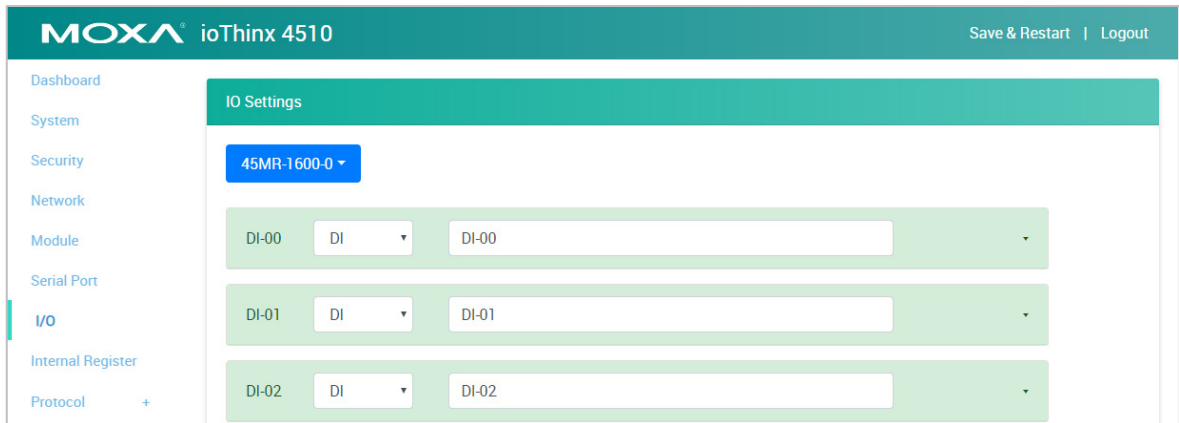 MOXA® ioThinx 4510 Save & Restart | Logout
Dashboard
System
Security
Network
Module
Serial Port
I/O
Internal Register
Protocol +
IO Settings
45MR-1600-0
DI-00 DI DI-00
DI-01 DI DI-01
DI-02 DI DI-02